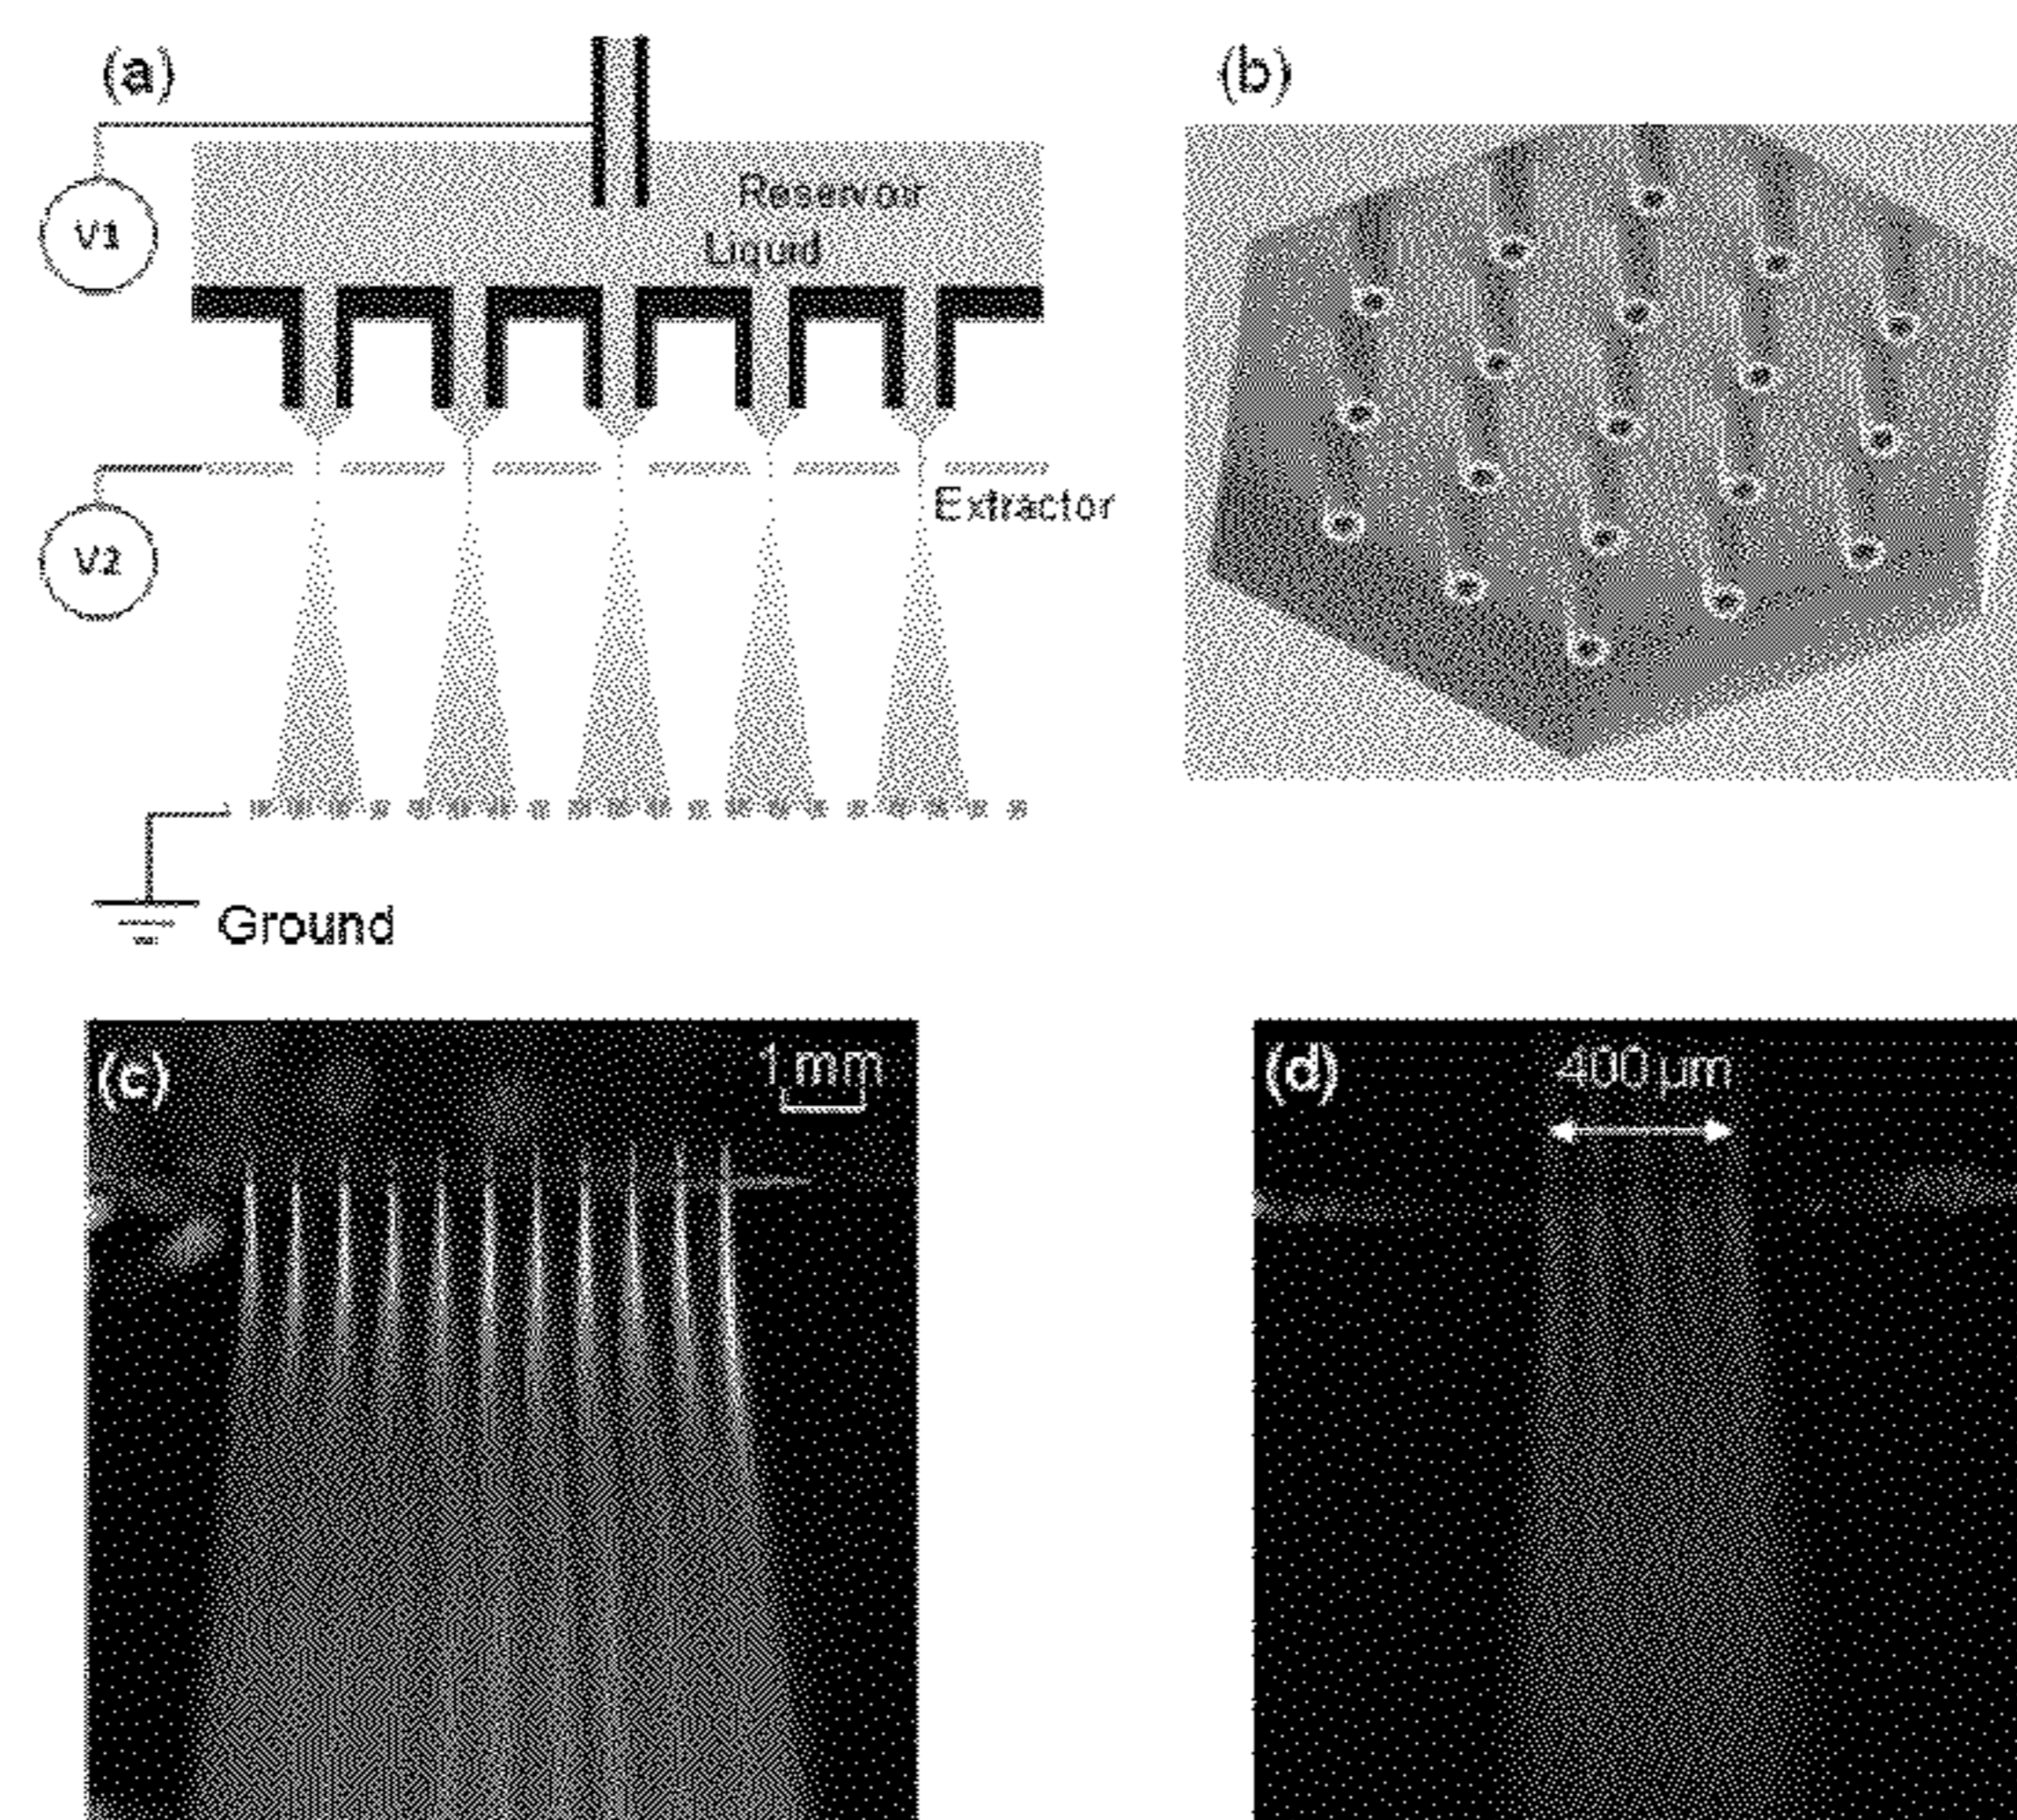 (a)
V1
Reservoir
Liquid
V2
Extractor
Ground
(b)
(c)
1 mm
(d)
400 µm